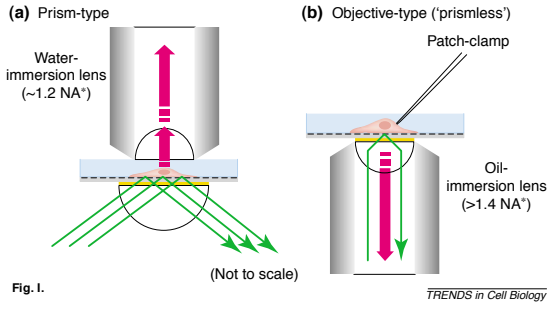 (a) Prism-type
Water-
immersion lens
(~1.2 NA*)
(Not to scale)
Fig. I.
(b) Objective-type (‘prismless’)
Patch-clamp
Oil-
immersion lens
(>1.4 NA*)
TRENDS in Cell Biology